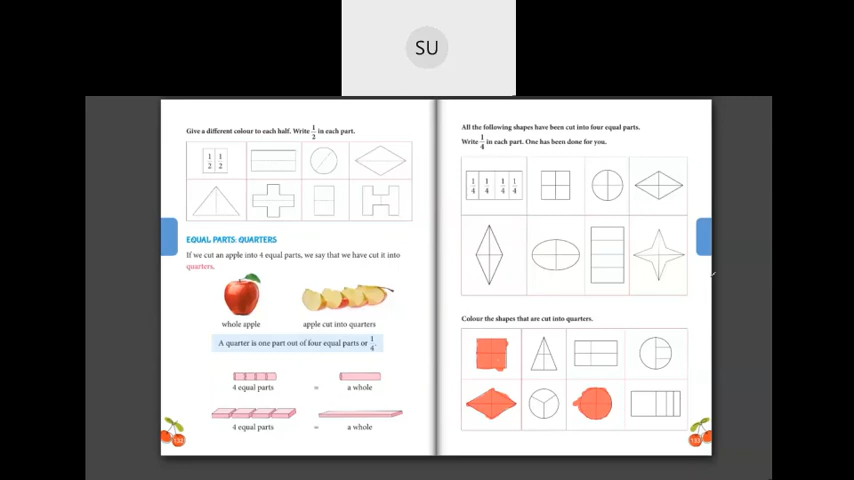 SU
Give a different colour to each half. Write 1/2 in each part.
1/2 1/2
EQUAL PARTS: QUARTERS
If we cut an apple into 4 equal parts, we say that we have cut it into
quarters.
whole apple
apple cut into quarters
A quarter is one part out of four equal parts or 1/4.
4 equal parts = a whole
4 equal parts = a whole
132
All the following shapes have been cut into four equal parts.
Write 1/4 in each part. One has been done for you.
1/4 1/4 1/4 1/4
Colour the shapes that are cut into quarters.
133